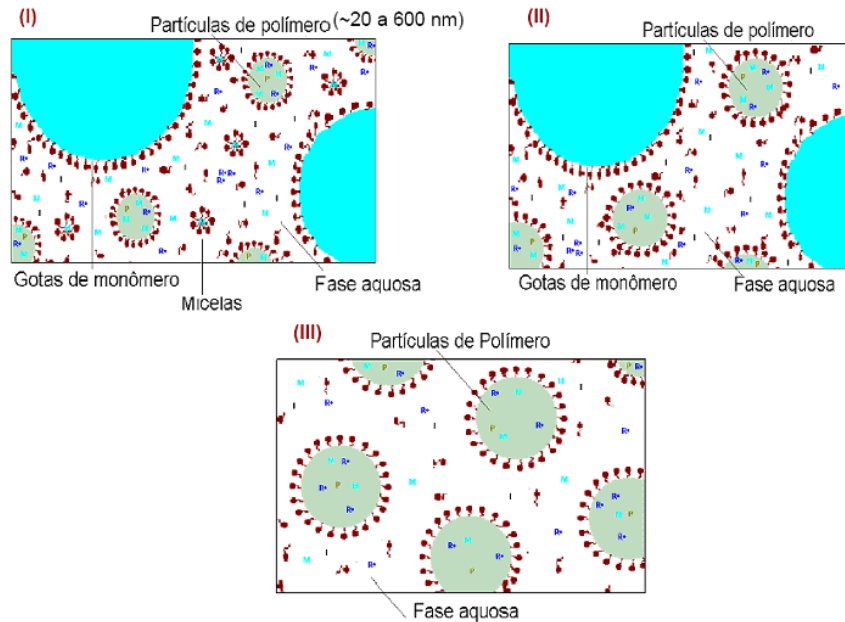 (I)
Partículas de polímero (~20 a 600 nm)
Gotas de monômero
Micelas
Fase aquosa
(II)
Partículas de polímero
Gotas de monômero
Fase aquosa
(III)
Partículas de Polímero
Fase aquosa